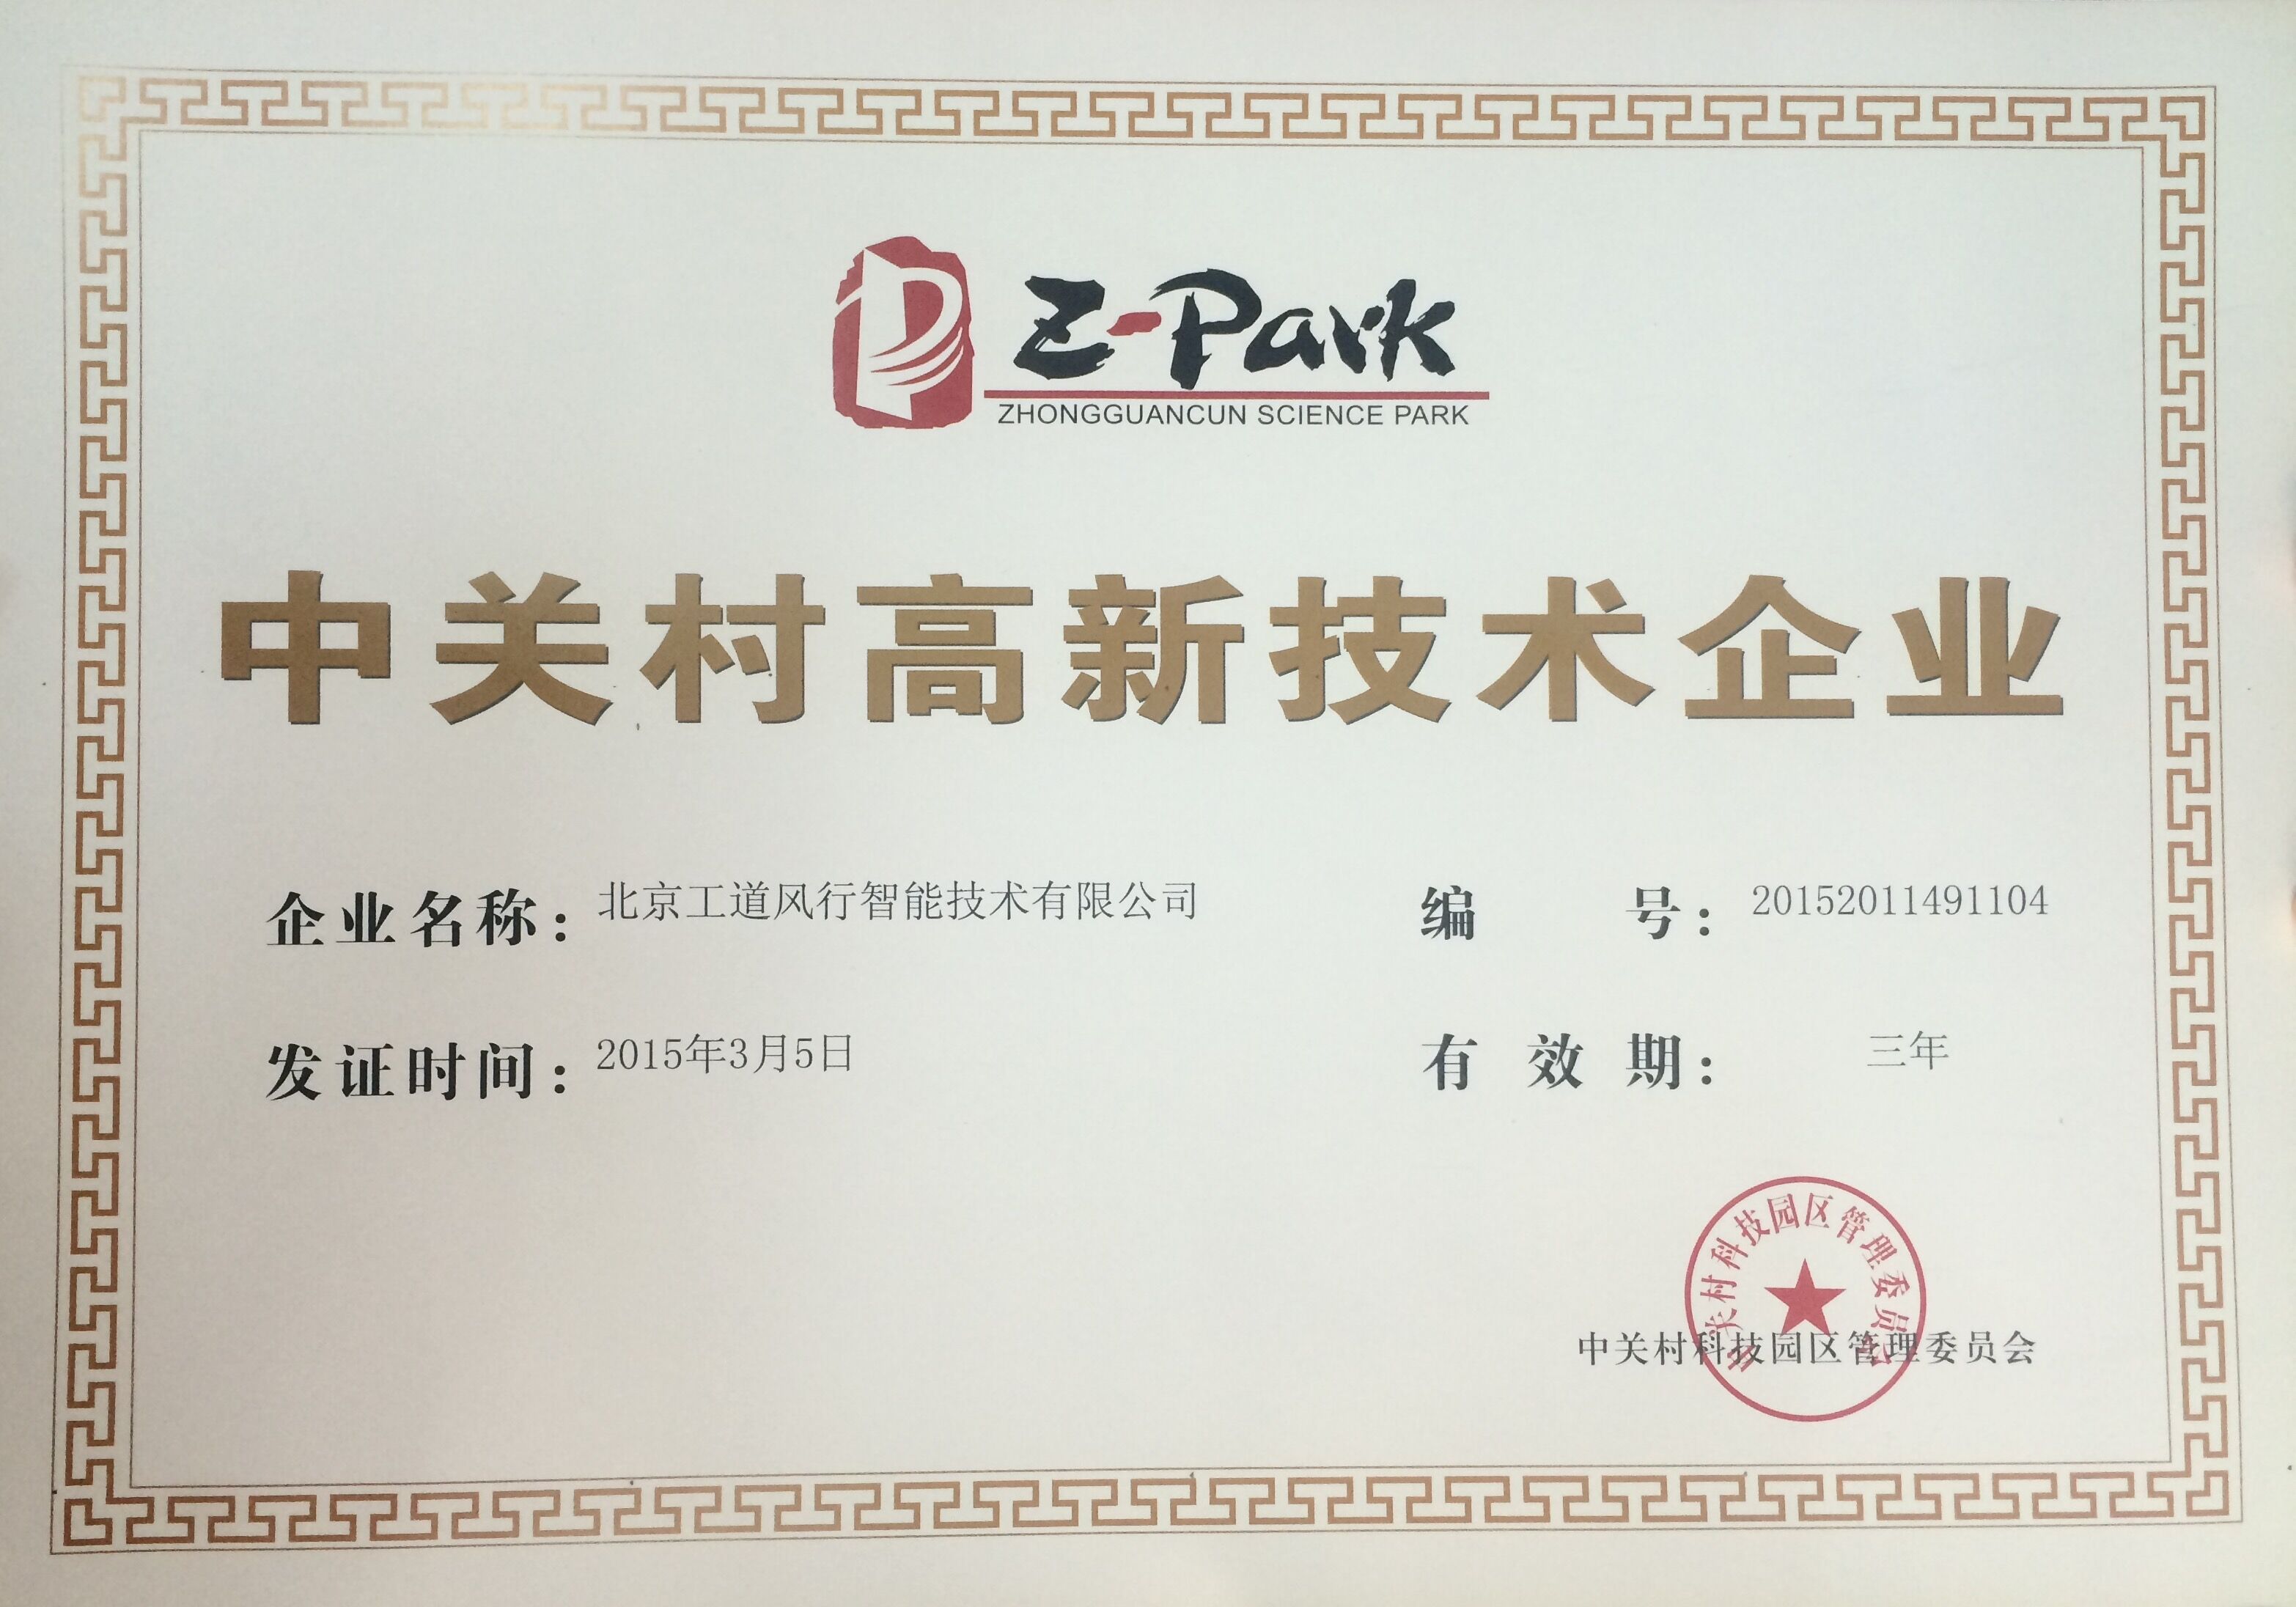 Z-Park
ZHONGGUANCUN SCIENCE PARK
中关村高新技术企业
企业名称：北京工道风行智能技术有限公司
编 号：20152011491104
发证时间：2015年3月5日
有 效 期：三年
中关村科技园区管理委员会
中关村科技园区管理委员会